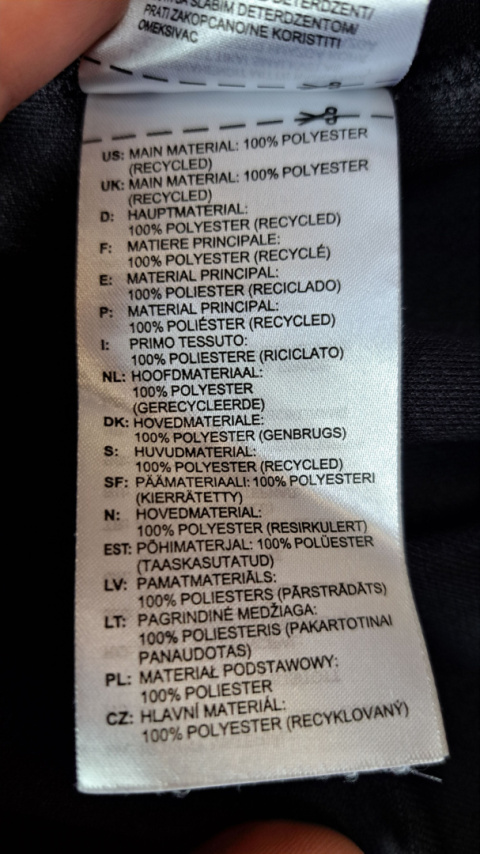 SA SLABIM DETERDZENTOM/
PRATI ZAKOPCANO/NE KORISTITI
OMEKSIVAC
US: MAIN MATERIAL: 100% POLYESTER
(RECYCLED)
UK: MAIN MATERIAL: 100% POLYESTER
(RECYCLED)
D: HAUPTMATERIAL:
100% POLYESTER (RECYCLED)
F: MATIERE PRINCIPALE:
100% POLYESTER (RECYCLÉ)
E: MATERIAL PRINCIPAL:
100% POLIESTER (RECICLADO)
P: MATERIAL PRINCIPAL:
100% POLIÉSTER (RECYCLED)
I: PRIMO TESSUTO:
100% POLIESTERE (RICICLATO)
NL: HOOFDMATERIAAL:
100% POLYESTER
(GERECYCLEERDE)
DK: HOVEDMATERIALE:
100% POLYESTER (GENBRUGS)
S: HUVUDMATERIAL:
100% POLYESTER (RECYCLED)
SF: PÄÄMATERIAALI: 100% POLYESTERI
(KIERRÄTETTY)
N: HOVEDMATERIAL:
100% POLYESTER (RESIRKULERT)
EST: PÕHIMATERJAL: 100% POLÜESTER
(TAASKASUTATUD)
LV: PAMATMATERIĀLS:
100% POLIESTERS (PĀRSTRĀDĀTS)
LT: PAGRINDINĖ MEDŽIAGA:
100% POLIESTERIS (PAKARTOTINAI
PANAUDOTAS)
PL: MATERIAŁ PODSTAWOWY:
100% POLIESTER
CZ: HLAVNÍ MATERIÁL:
100% POLYESTER (RECYKLOVANÝ)